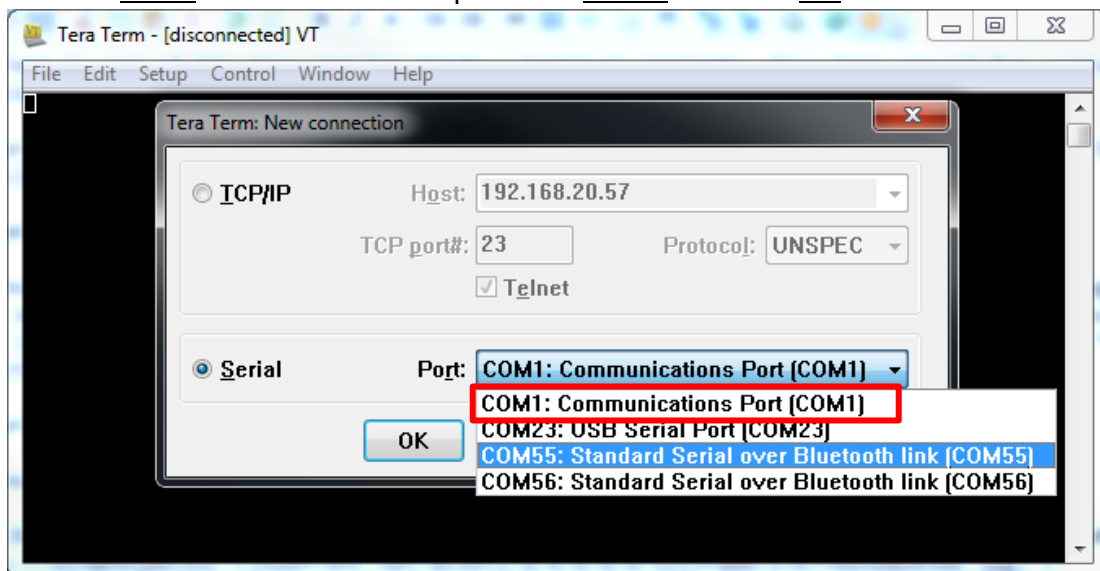 Tera Term - [disconnected] VT
File Edit Setup Control Window Help
Tera Term: New connection
TCP/IP Host: 192.168.20.57
TCP port#: 23 Protocol: UNSPEC
Telnet
Serial Port: COM1: Communications Port (COM1)
COM1: Communications Port (COM1)
COM23: USB Serial Port (COM23)
OK
COM55: Standard Serial over Bluetooth link (COM55)
COM56: Standard Serial over Bluetooth link (COM56)